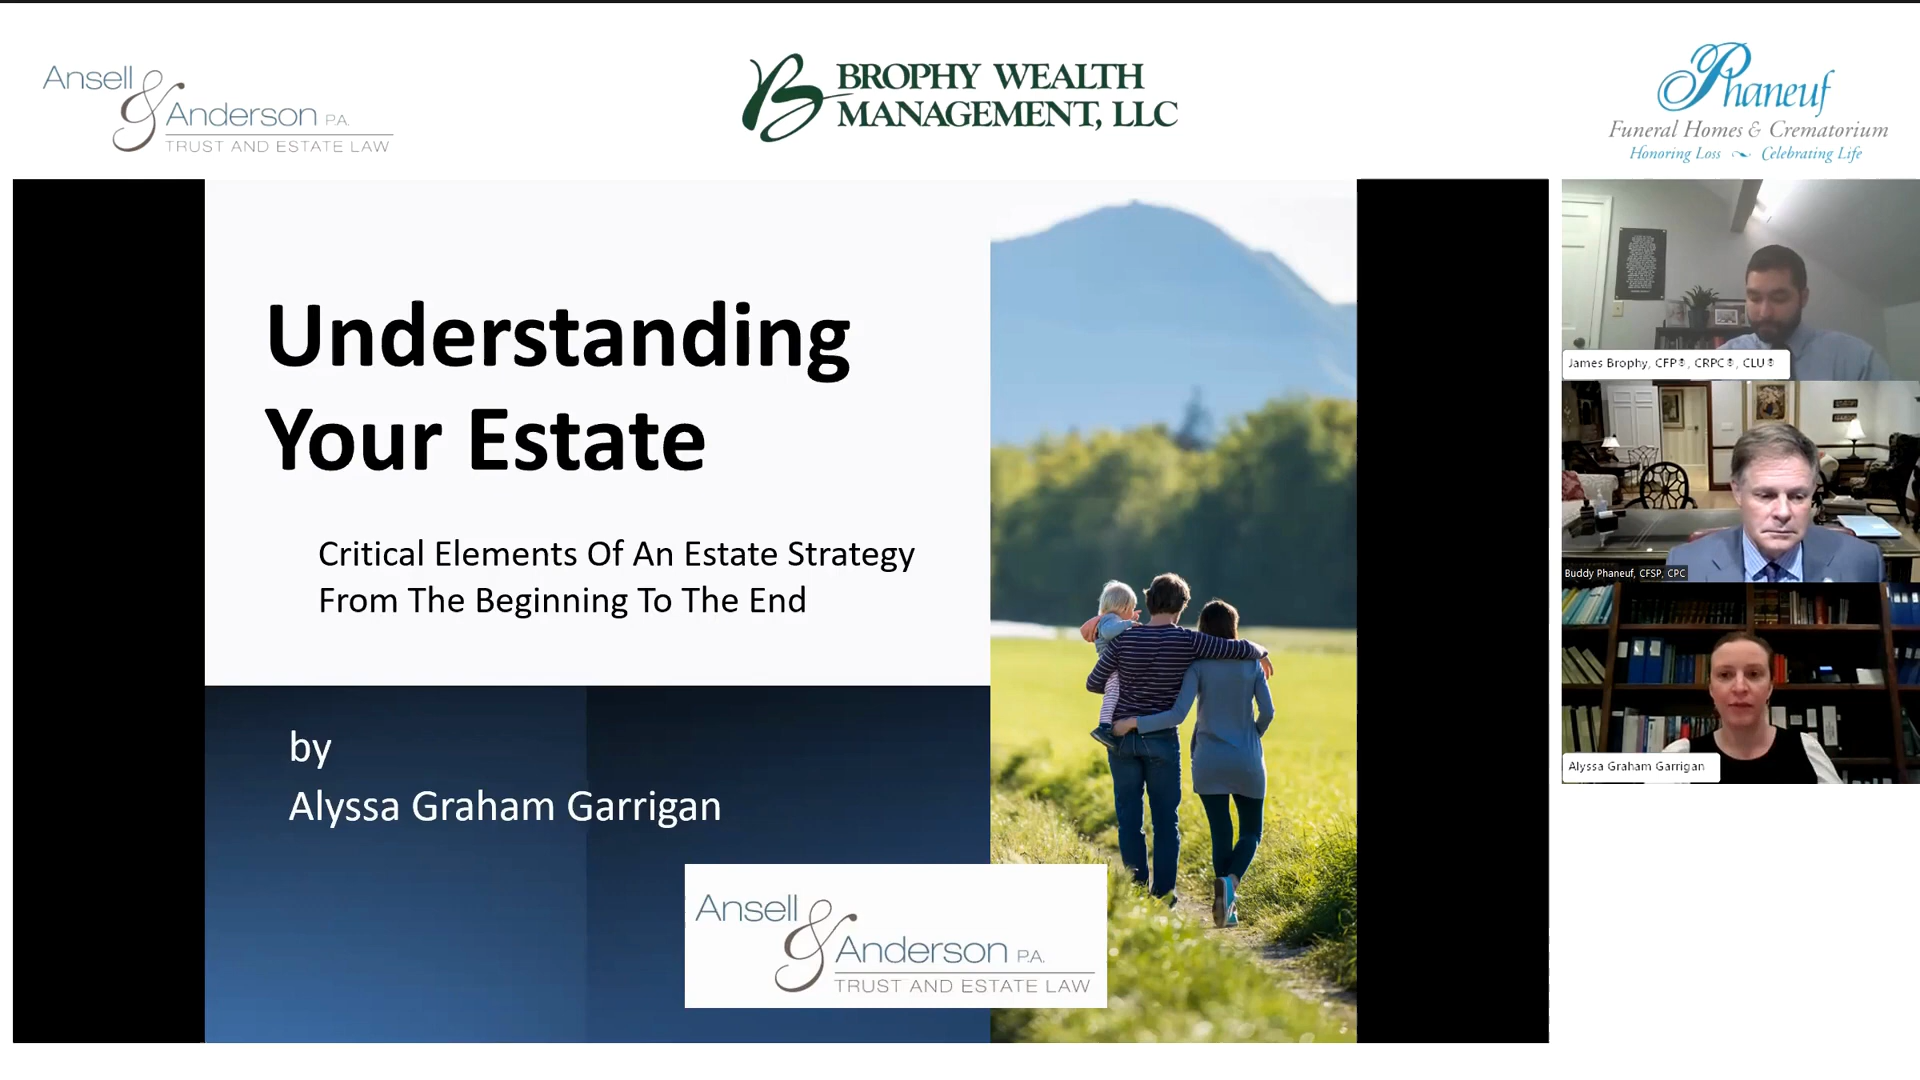 Ansell
& Anderson P.A.
TRUST AND ESTATE LAW
BROPHY WEALTH
MANAGEMENT, LLC
Phaneuf
Funeral Homes & Crematorium
Honoring Loss ~ Celebrating Life
Understanding
Your Estate
Critical Elements Of An Estate Strategy
From The Beginning To The End
by
Alyssa Graham Garrigan
Ansell
& Anderson P.A.
TRUST AND ESTATE LAW
James Brophy, CFP®, CRPC®, CLU®
Buddy Phaneuf, CFSP, CPC
Alyssa Graham Garrigan